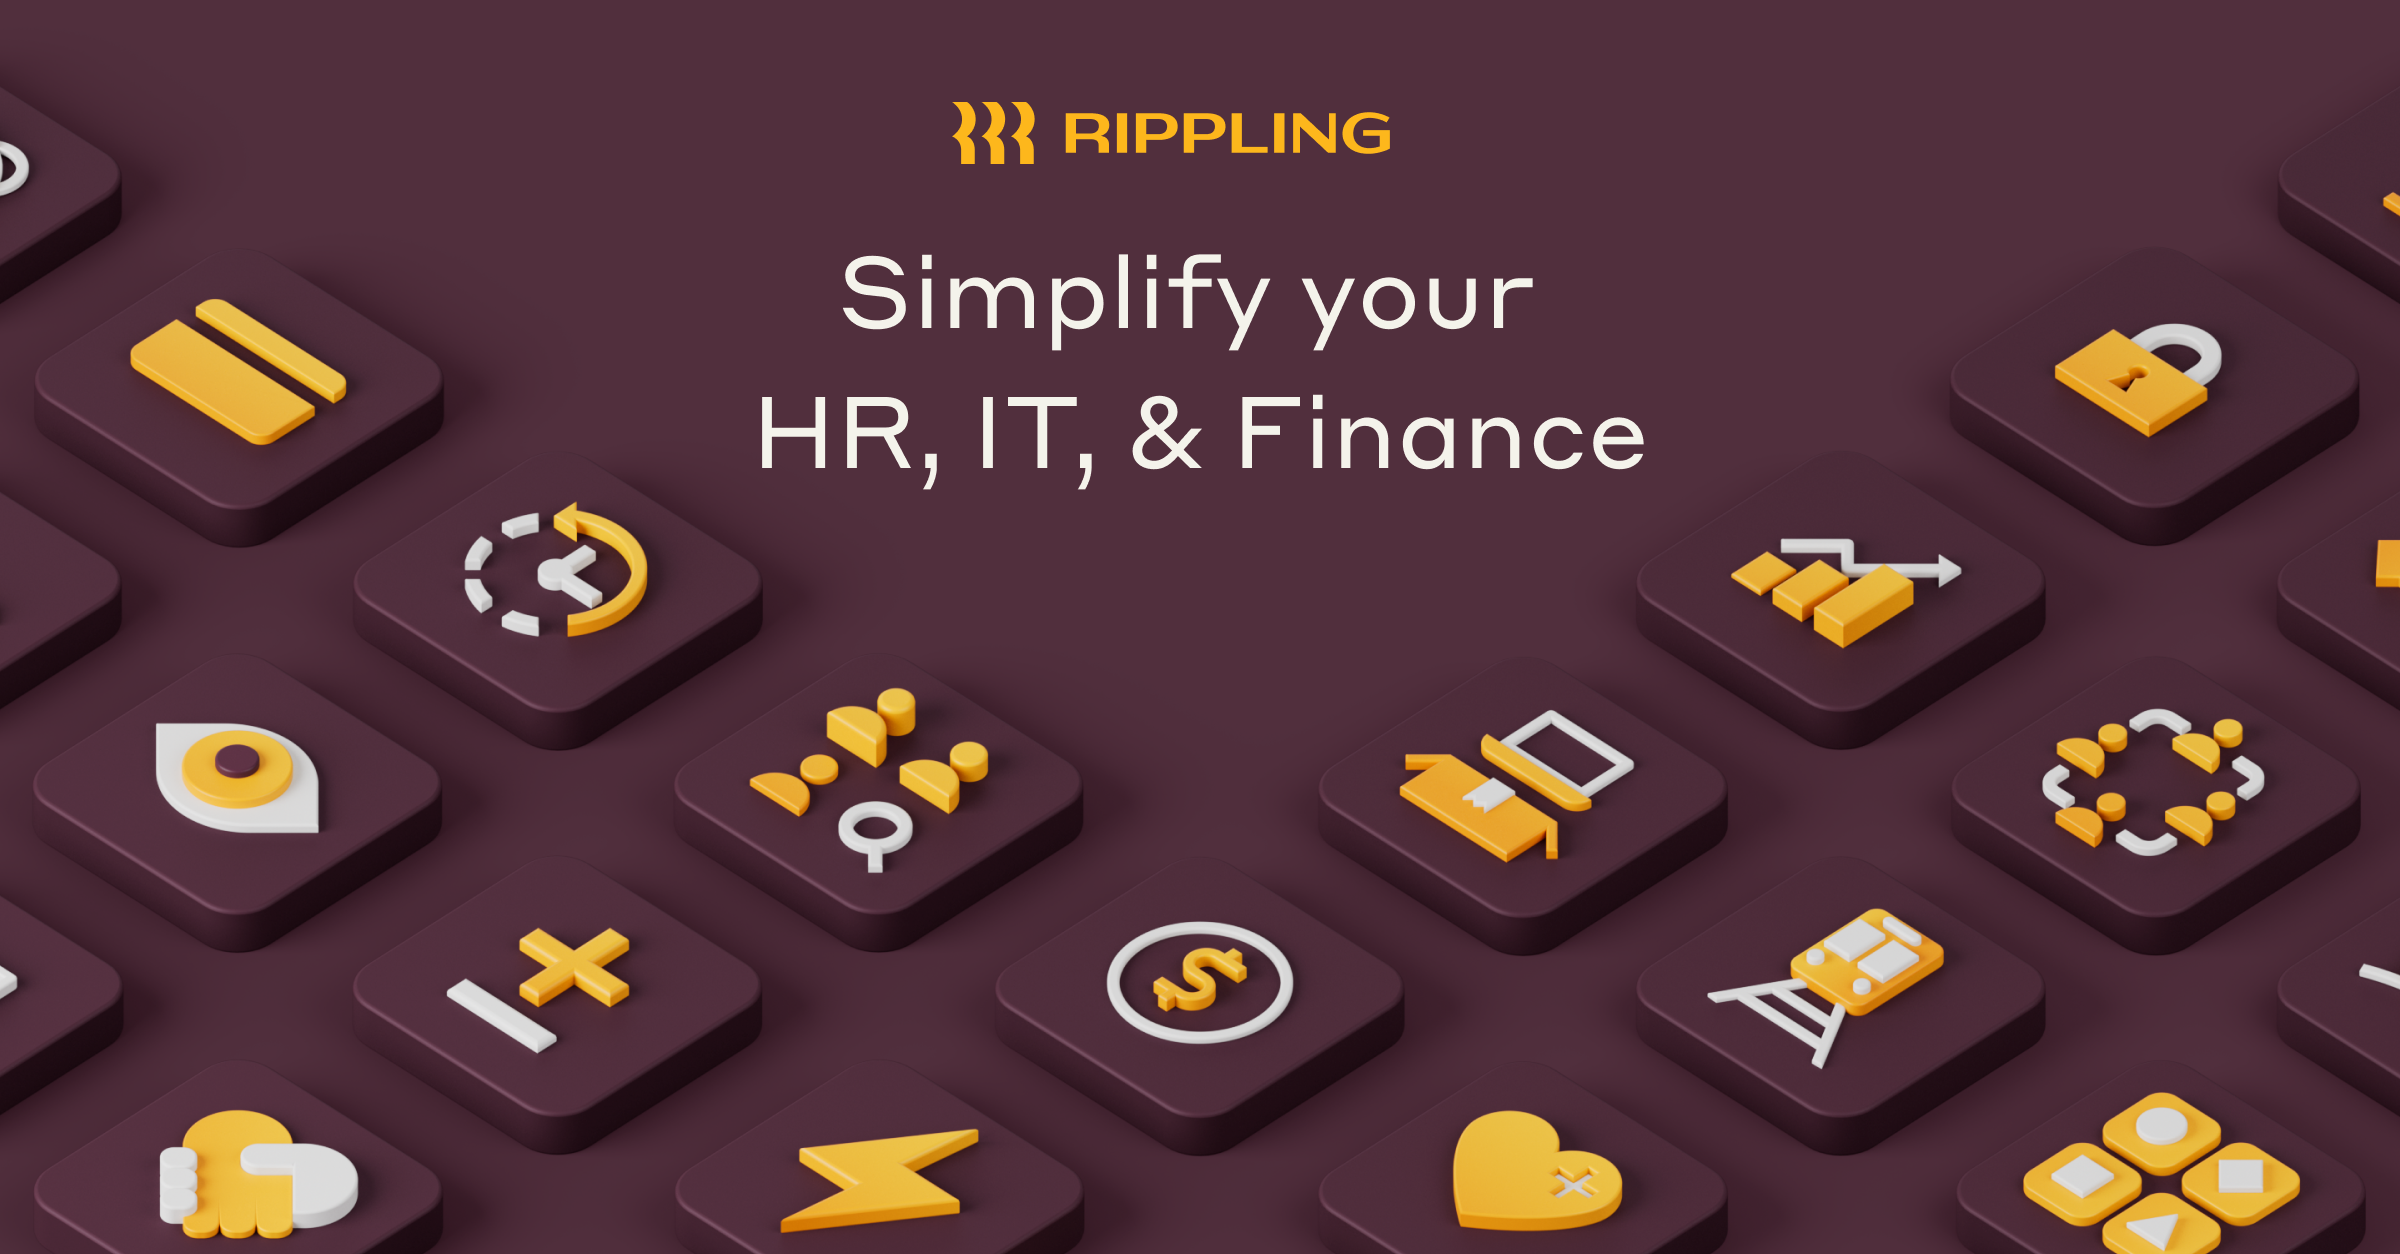 RIPPLING
Simplify your
HR, IT, & Finance